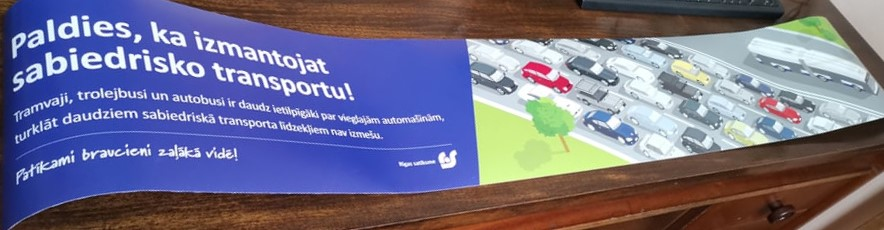 Paldies, ka izmantojat
sabiedrisko transportu!
Tramvaji, trolejbusi un autobusi ir daudz ietilpīgāki par vieglajām automašīnām,
turklāt daudziem sabiedriskā transporta līdzekļiem nav izmešu.
Patīkami braucieni zaļākā vidē!
Rīgas satiksme